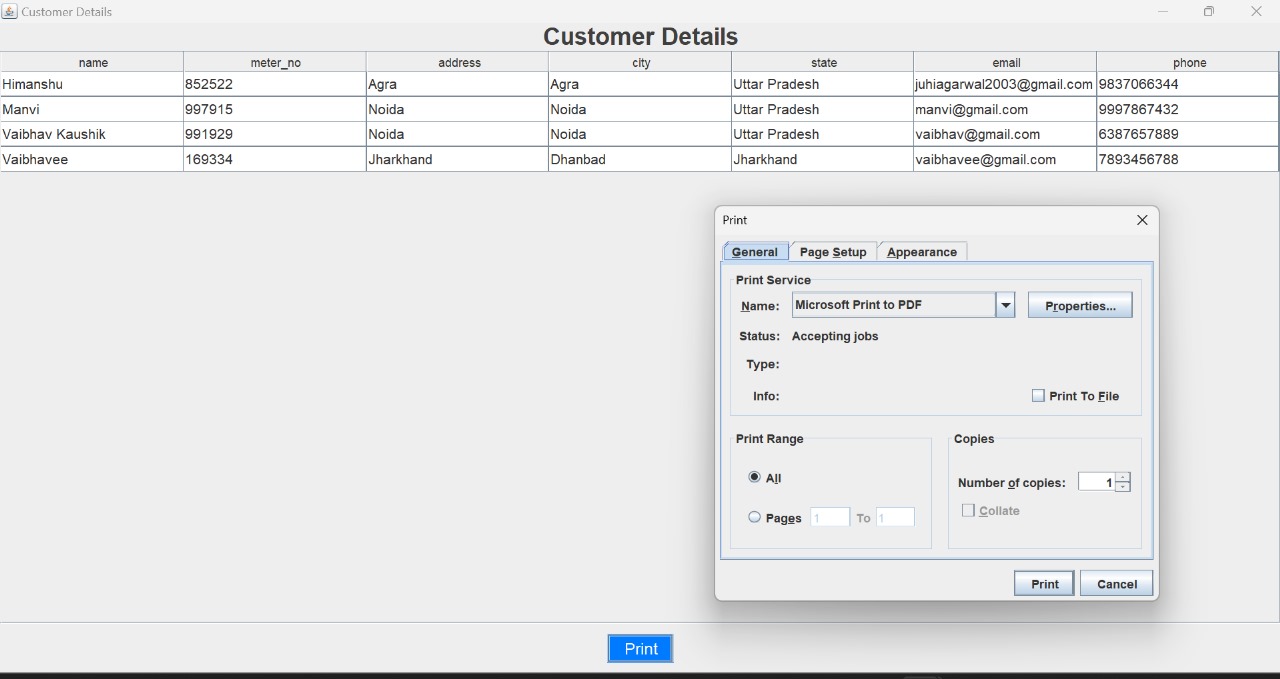 Customer Details
Customer Details
name meter_no address city state email phone
Himanshu 852522 Agra Agra Uttar Pradesh juhiagarwal2003@gmail.com 9837066344
Manvi 997915 Noida Noida Uttar Pradesh manvi@gmail.com 9997867432
Vaibhav Kaushik 991929 Noida Noida Uttar Pradesh vaibhav@gmail.com 6387657889
Vaibhavee 169334 Jharkhand Dhanbad Jharkhand vaibhavee@gmail.com 7893456788
Print
General Page Setup Appearance
Print Service
Name: Microsoft Print to PDF Properties...
Status: Accepting jobs
Type:
Info: Print To File
Print Range Copies
All
Number of copies: 1
Pages 1 To 1
Collate
Print Cancel
Print